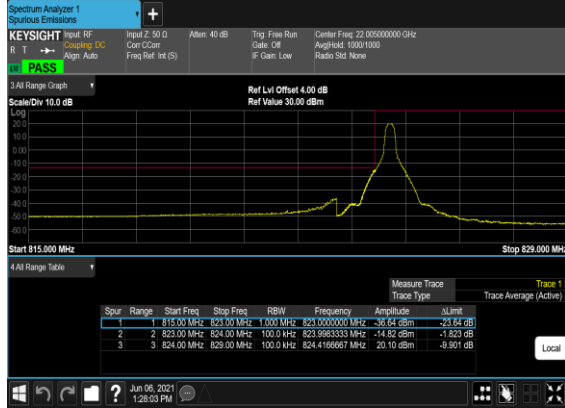 Spectrum Analyzer 1
Spurious Emissions
+
KEYSIGHT Input: RF Input Z: 50 Ω Atten: 40 dB Trig: Free Run Center Freq: 22.005000000 GHz
R T Coupling: DC Corr CCorr Gate: Off Avg|Hold: 1000/1000
Align: Auto Freq Ref: Int (S) IF Gain: Low Radio Std: None
PASS
3 All Range Graph
Ref Lvl Offset 4.00 dB
Scale/Div 10.0 dB Ref Value 30.00 dBm
Log
20.0
10.0
0.00
-10.0
-20.0
-30.0
-40.0
-50.0
-60.0
Start 815.000 MHz Stop 829.000 MHz
4 All Range Table
Measure Trace Trace 1
Trace Type Trace Average (Active)
Spur Range Start Freq Stop Freq RBW Frequency Amplitude ΔLimit
1 1 815.00 MHz 823.00 MHz 1.000 MHz 823.0000000 MHz -36.64 dBm -23.64 dB
2 2 823.00 MHz 824.00 MHz 100.0 kHz 823.9983333 MHz -14.82 dBm -1.823 dB
3 3 824.00 MHz 829.00 MHz 100.0 kHz 824.4166667 MHz 20.10 dBm -9.901 dB
Local
? Jun 06, 2021
1:28:03 PM